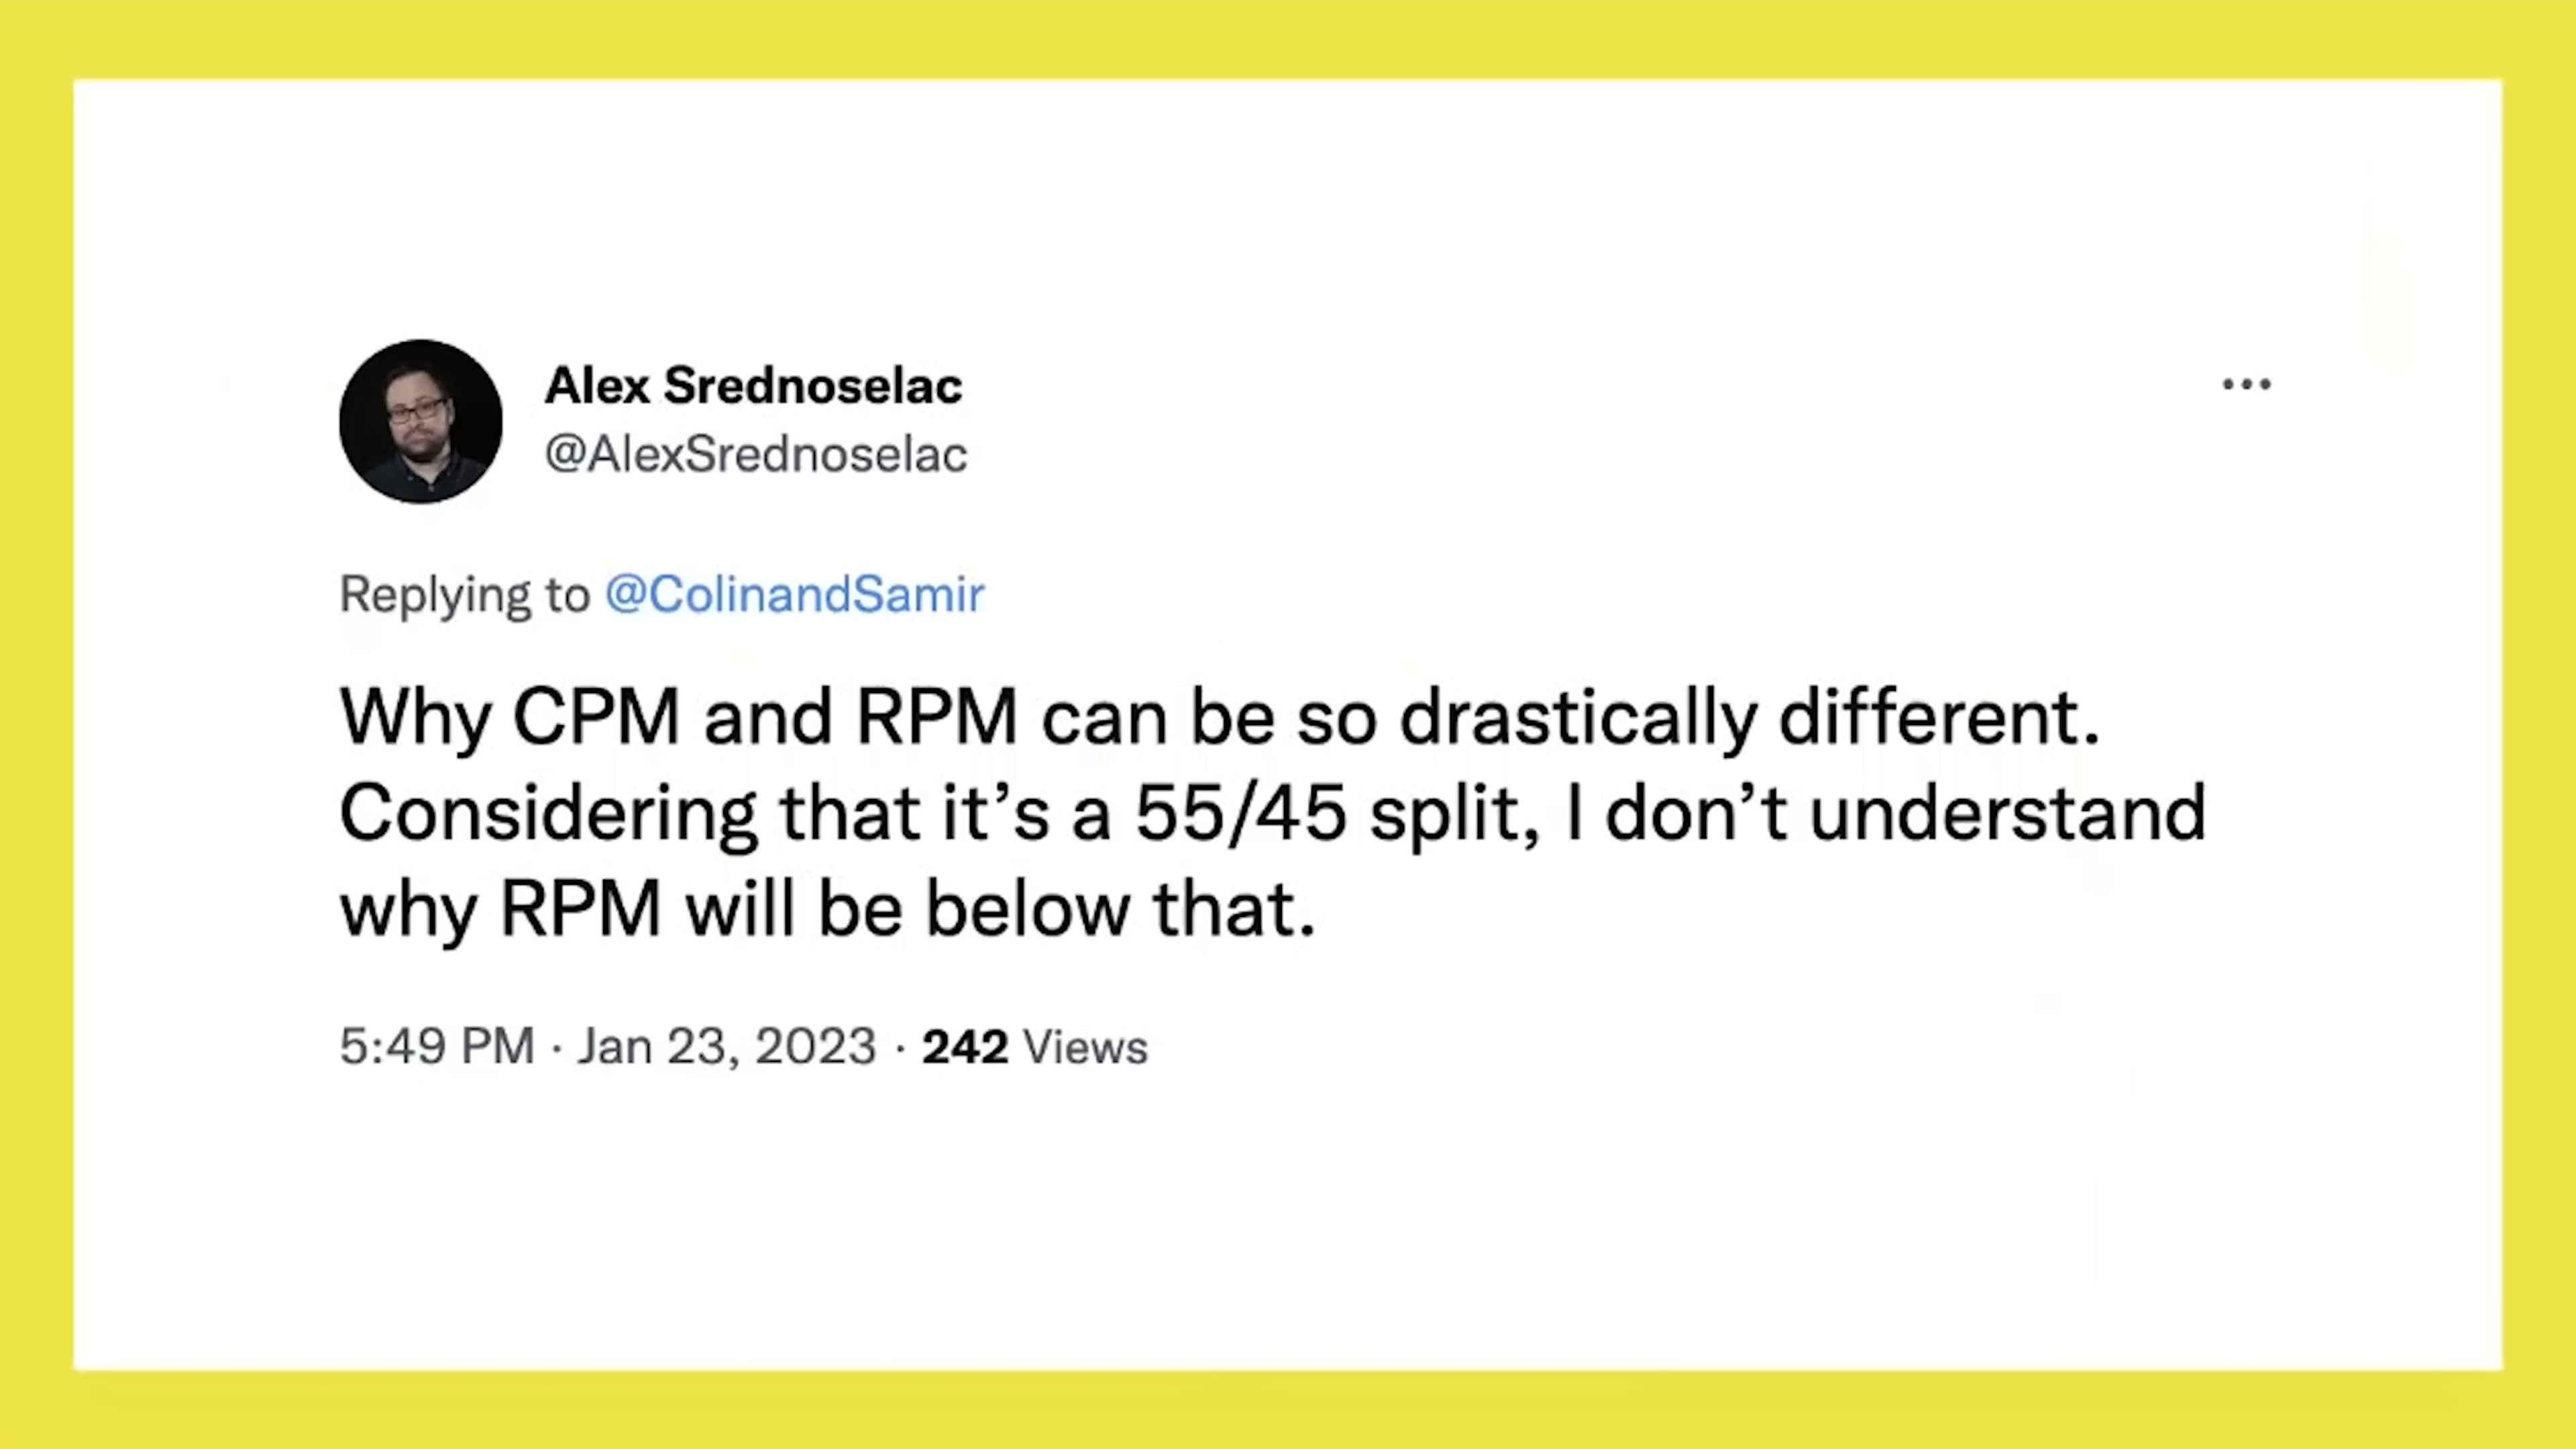 Alex Srednoselac
@AlexSrednoselac
Replying to @ColinandSamir
Why CPM and RPM can be so drastically different.
Considering that it’s a 55/45 split, I don’t understand
why RPM will be below that.
5:49 PM · Jan 23, 2023 · 242 Views